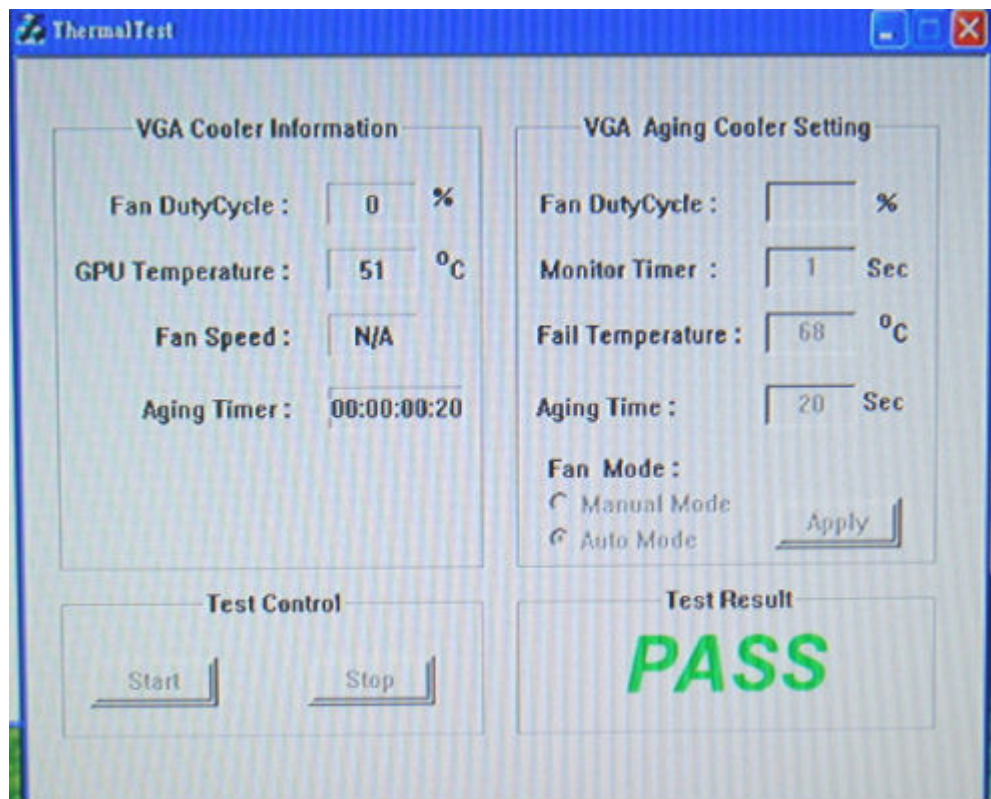 ThermalTest
VGA Cooler Information
Fan DutyCycle : 0 %
GPU Temperature : 51 °C
Fan Speed : N/A
Aging Timer : 00:00:00:20
VGA Aging Cooler Setting
Fan DutyCycle : %
Monitor Timer : 1 Sec
Fail Temperature : 68 °C
Aging Time : 20 Sec
Fan Mode :
Manual Mode
Auto Mode
Apply
Test Control
Start Stop
Test Result
PASS